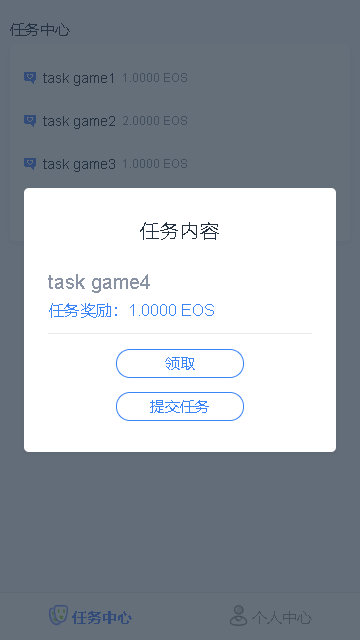 任务中心
task game1 1.0000 EOS
task game2 2.0000 EOS
task game3 1.0000 EOS
任务内容
task game4
任务奖励：1.0000 EOS
领取
提交任务
任务中心 个人中心